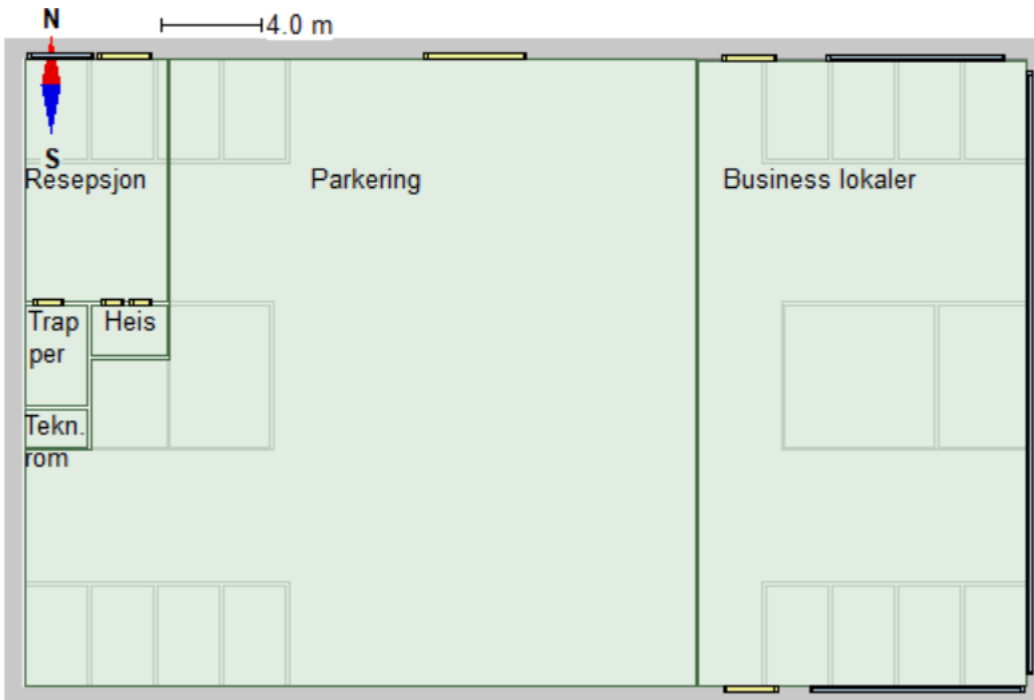 N
4.0 m
S
Resepsjon
Parkering
Business lokaler
Trap
per
Heis
Tekn.
rom